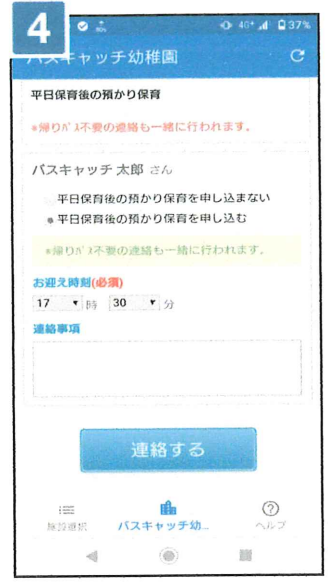 4
4G+ 37%
バスキャッチ幼稚園
平日保育後の預かり保育
*帰りバス不要の連絡も一緒に行われます。
バスキャッチ 太郎 さん
平日保育後の預かり保育を申し込まない
平日保育後の預かり保育を申し込む
*帰りバス不要の連絡も一緒に行われます。
お迎え時刻(必須)
17 ▼ 時 30 ▼ 分
連絡事項
連絡する
施設選択 バスキャッチ幼... ヘルプ